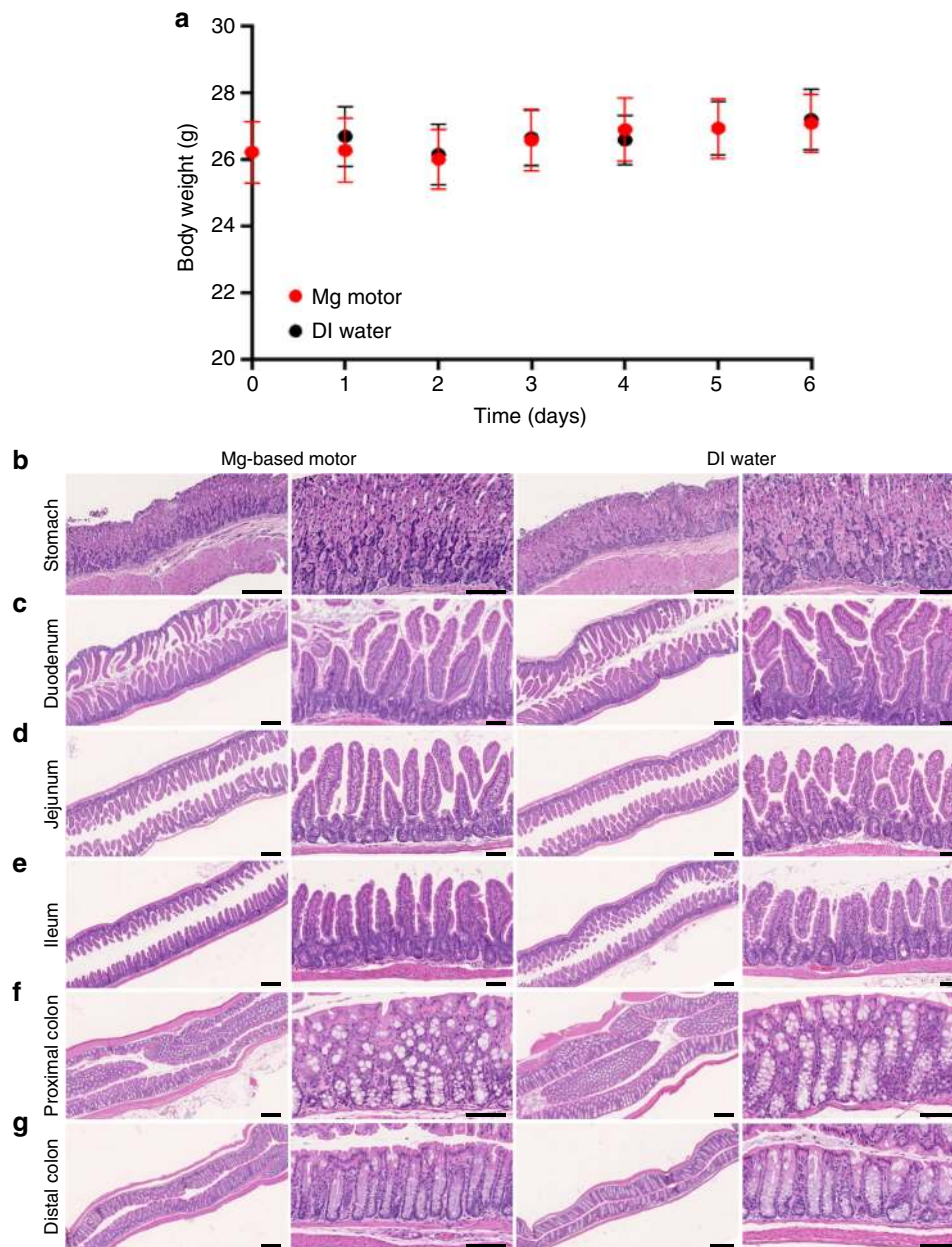 a
30
28
26
24
22
20
Body weight (g)
Mg motor
DI water
0 1 2 3 4 5 6
Time (days)
b
Mg-based motor DI water
Stomach
c
Duodenum
d
Jejunum
e
Ileum
f
Proximal colon
g
Distal colon